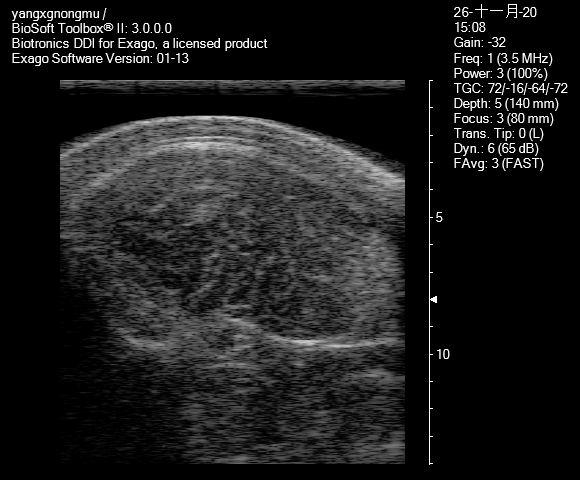 yangxgnongmu /
BioSoft Toolbox® II: 3.0.0.0
Biotronics DDI for Exago, a licensed product
Exago Software Version: 01-13
26-十一月-20
15:08
Gain: -32
Freq: 1 (3.5 MHz)
Power: 3 (100%)
TGC: 72/-16/-64/-72
Depth: 5 (140 mm)
Focus: 3 (80 mm)
Trans. Tip: 0 (L)
Dyn.: 6 (65 dB)
FAvg: 3 (FAST)
5
10